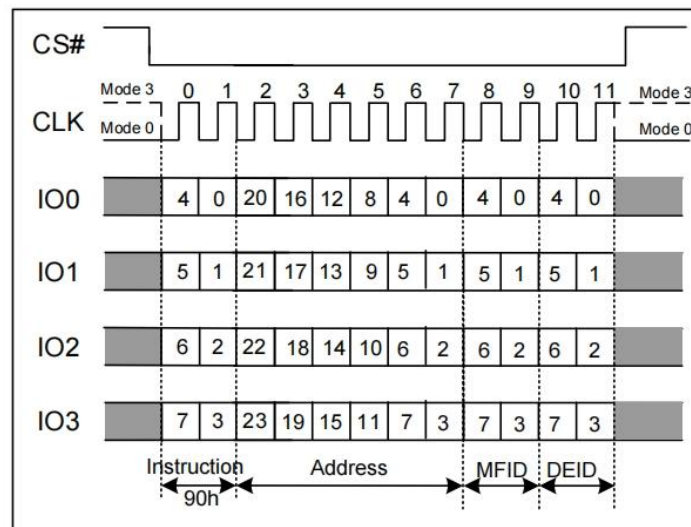 CS#
Mode 3 0 1 2 3 4 5 6 7 8 9 10 11 Mode 3
CLK
Mode 0 Mode 0
IO0 4 0 20 16 12 8 4 0 4 0 4 0
IO1 5 1 21 17 13 9 5 1 5 1 5 1
IO2 6 2 22 18 14 10 6 2 6 2 6 2
IO3 7 3 23 19 15 11 7 3 7 3 7 3
Instruction Address MFID DEID
90h